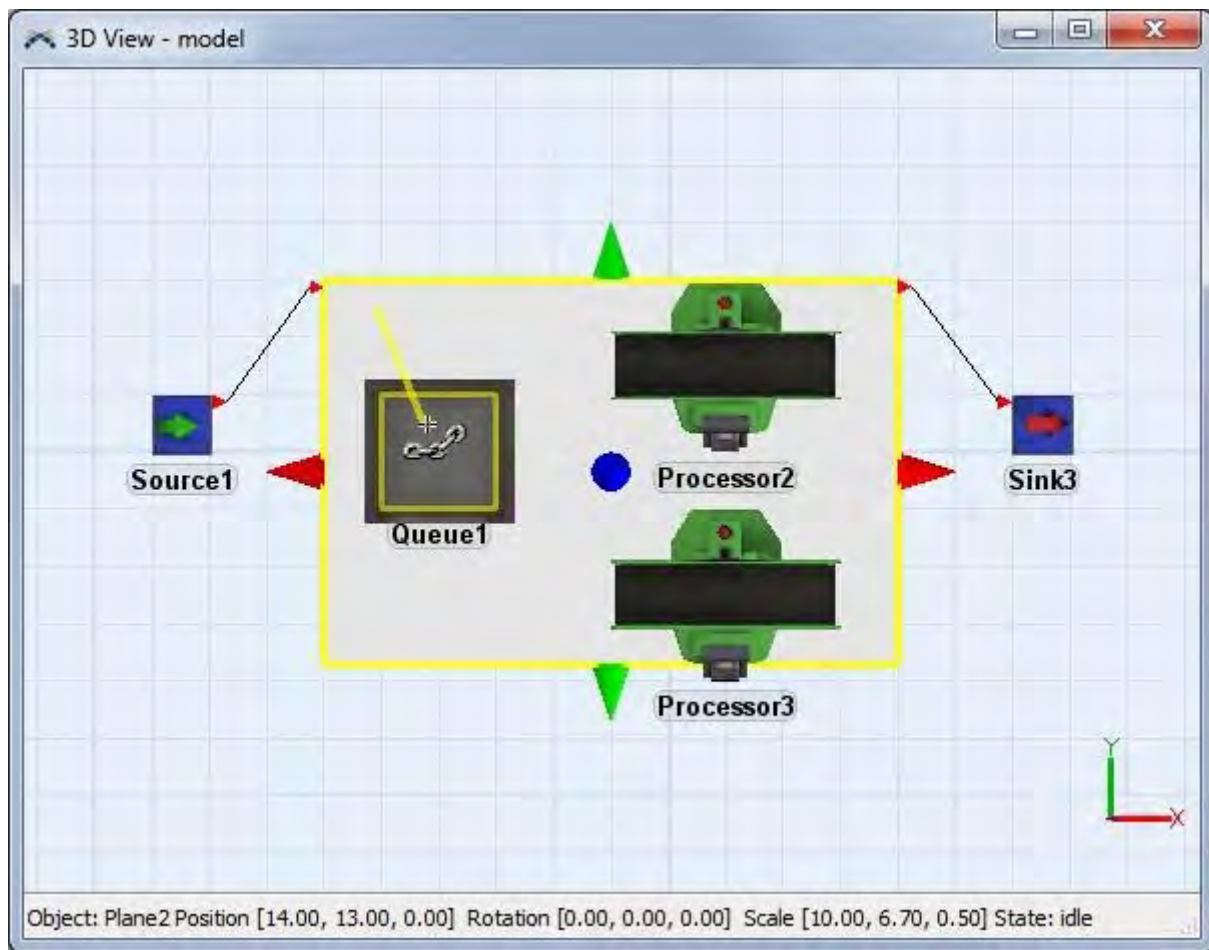 3D View - model
Source1
Processor2
Sink3
Queue1
Processor3
Y
X
Object: Plane2 Position [14.00, 13.00, 0.00] Rotation [0.00, 0.00, 0.00] Scale [10.00, 6.70, 0.50] State: idle